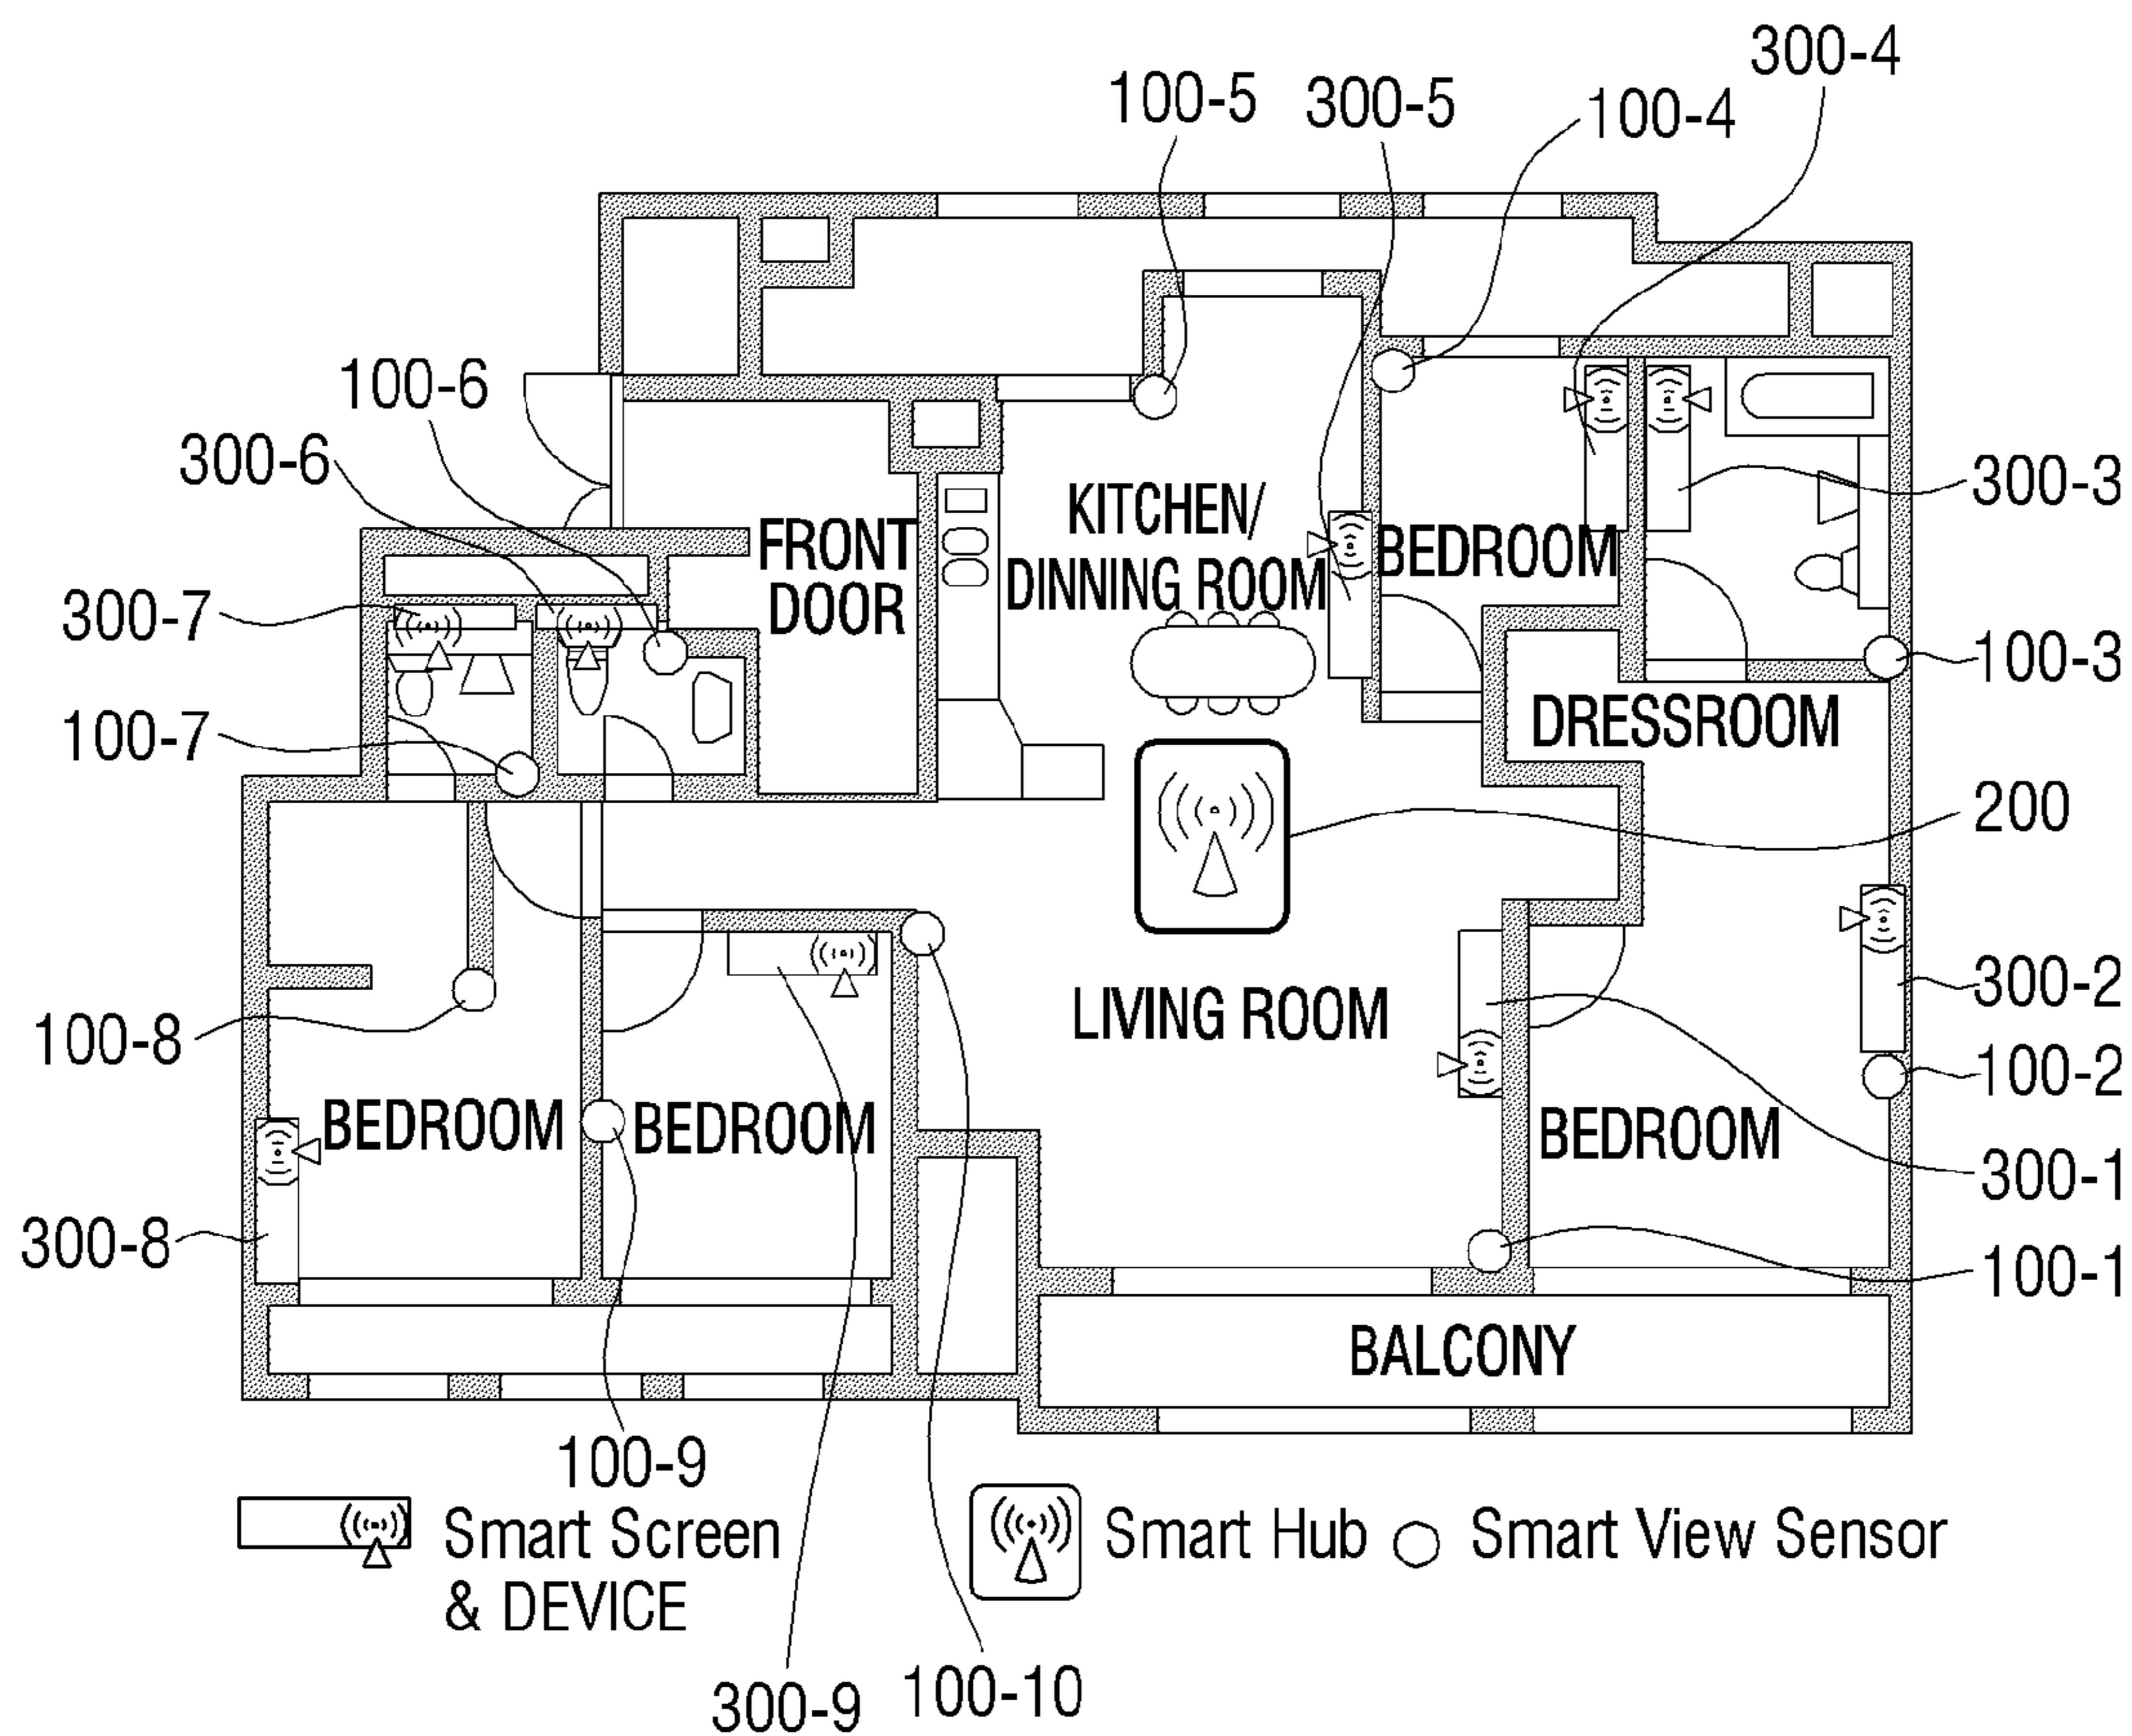 300-4
100-5
300-5
100-4
100-6
300-6
KITCHEN/
DINNING ROOM
FRONT
DOOR
BEDROOM
300-3
300-7
100-3
100-7
DRESSROOM
200
300-2
LIVING ROOM
100-8
100-2
BEDROOM
BEDROOM
BEDROOM
300-1
300-8
100-1
BALCONY
100-9
Smart Screen
& DEVICE
Smart Hub
Smart View Sensor
300-9
100-10